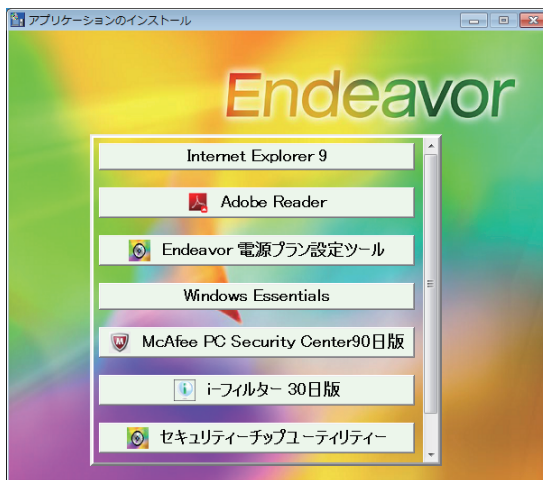 アプリケーションのインストール
Endeavor
Internet Explorer 9
Adobe Reader
Endeavor 電源プラン設定ツール
Windows Essentials
McAfee PC Security Center90日版
i-フィルター 30日版
セキュリティーチップユーティリティー